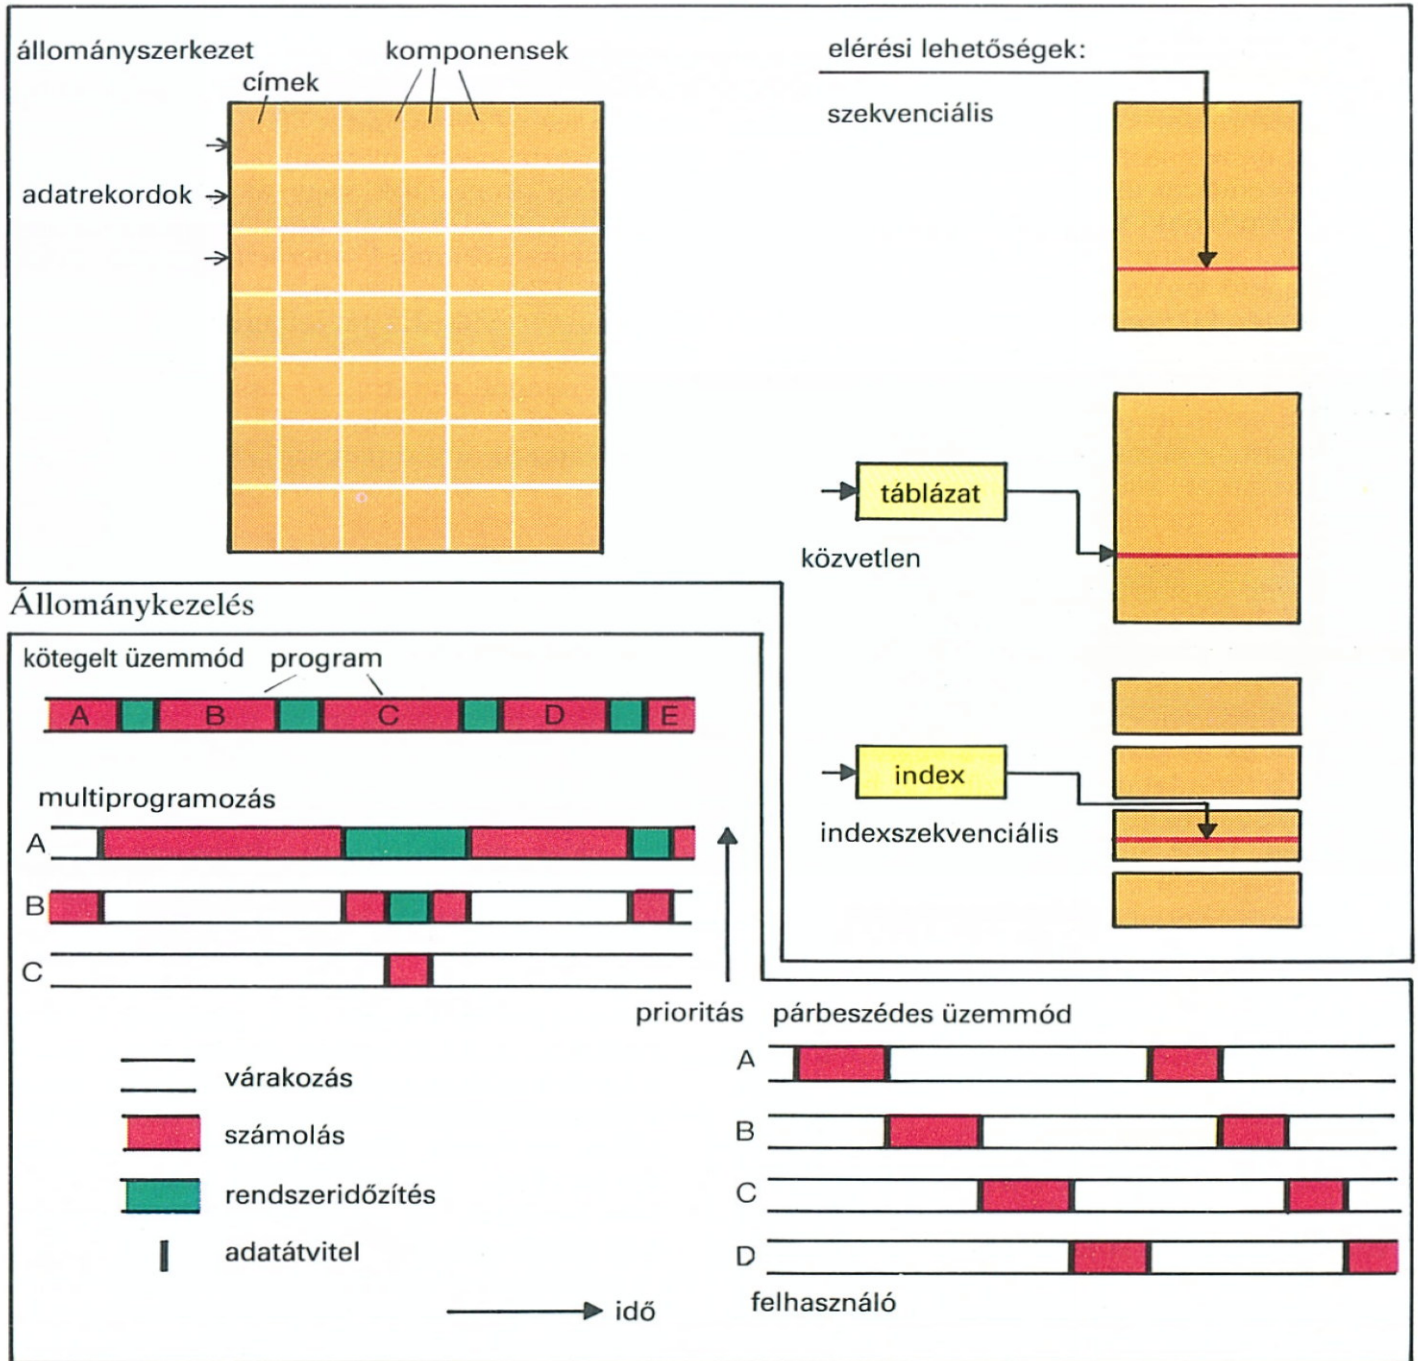 állományszerkezet
komponensek
címek
adatrekordok
elérési lehetőségek:
szekvenciális
táblázat
közvetlen
index
indexszekvenciális
Állománykezelés
kötegelt üzemmód program
A B C D E
multiprogramozás
A
B
C
prioritás
várakozás
számolás
rendszeridőzítés
adatátvitel
idő
párbeszédes üzemmód
A
B
C
D
felhasználó